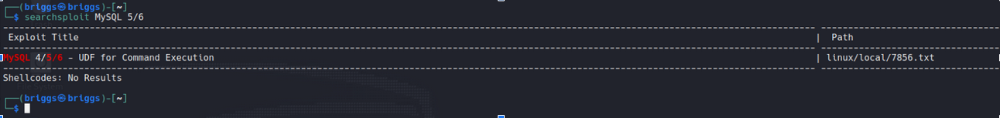 ┌──(briggs㉿briggs)-[~]
└─$ searchsploit MySQL 5/6
Exploit Title | Path
MySQL 4/5/6 - UDF for Command Execution | linux/local/7856.txt
Shellcodes: No Results
┌──(briggs㉿briggs)-[~]
└─$